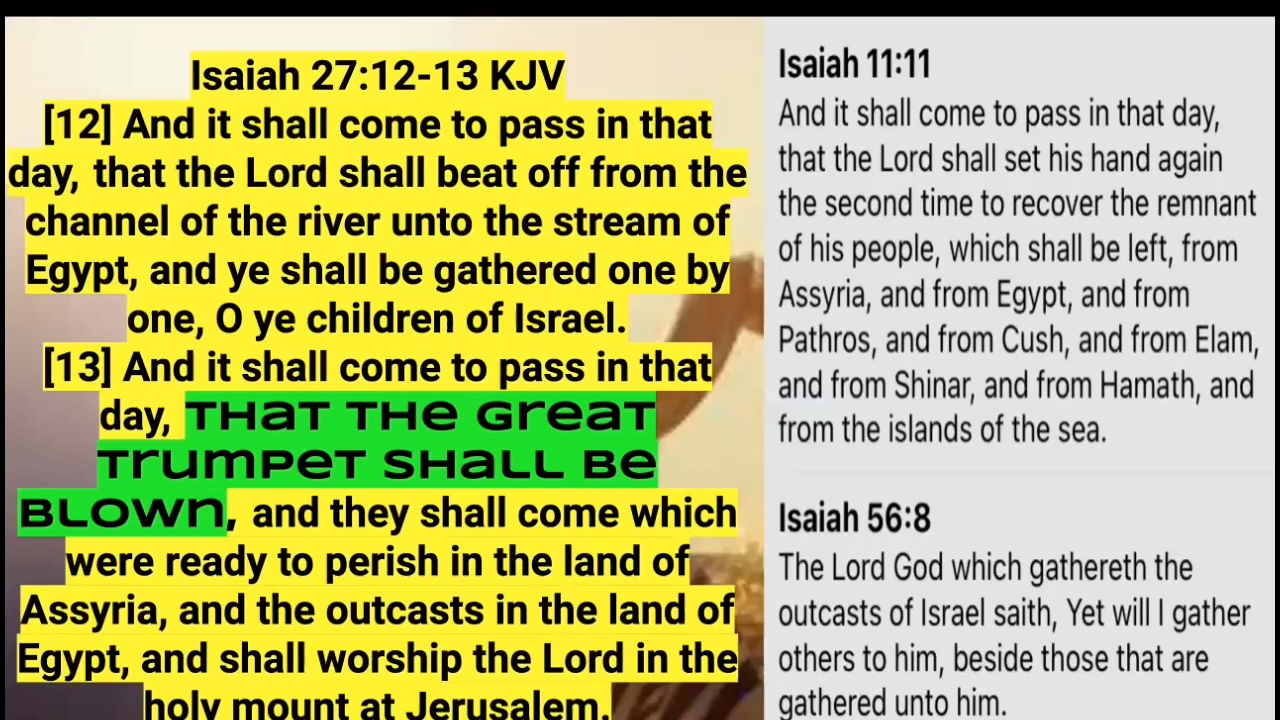 Isaiah 27:12-13 KJV
[12] And it shall come to pass in that
day, that the Lord shall beat off from the
channel of the river unto the stream of
Egypt, and ye shall be gathered one by
one, O ye children of Israel.
[13] And it shall come to pass in that
day, THAT THE GREAT
TRUMPET SHALL BE
BLOWN, and they shall come which
were ready to perish in the land of
Assyria, and the outcasts in the land of
Egypt, and shall worship the Lord in the
holy mount at Jerusalem.
Isaiah 11:11
And it shall come to pass in that day,
that the Lord shall set his hand again
the second time to recover the remnant
of his people, which shall be left, from
Assyria, and from Egypt, and from
Pathros, and from Cush, and from Elam,
and from Shinar, and from Hamath, and
from the islands of the sea.
Isaiah 56:8
The Lord God which gathereth the
outcasts of Israel saith, Yet will I gather
others to him, beside those that are
gathered unto him.